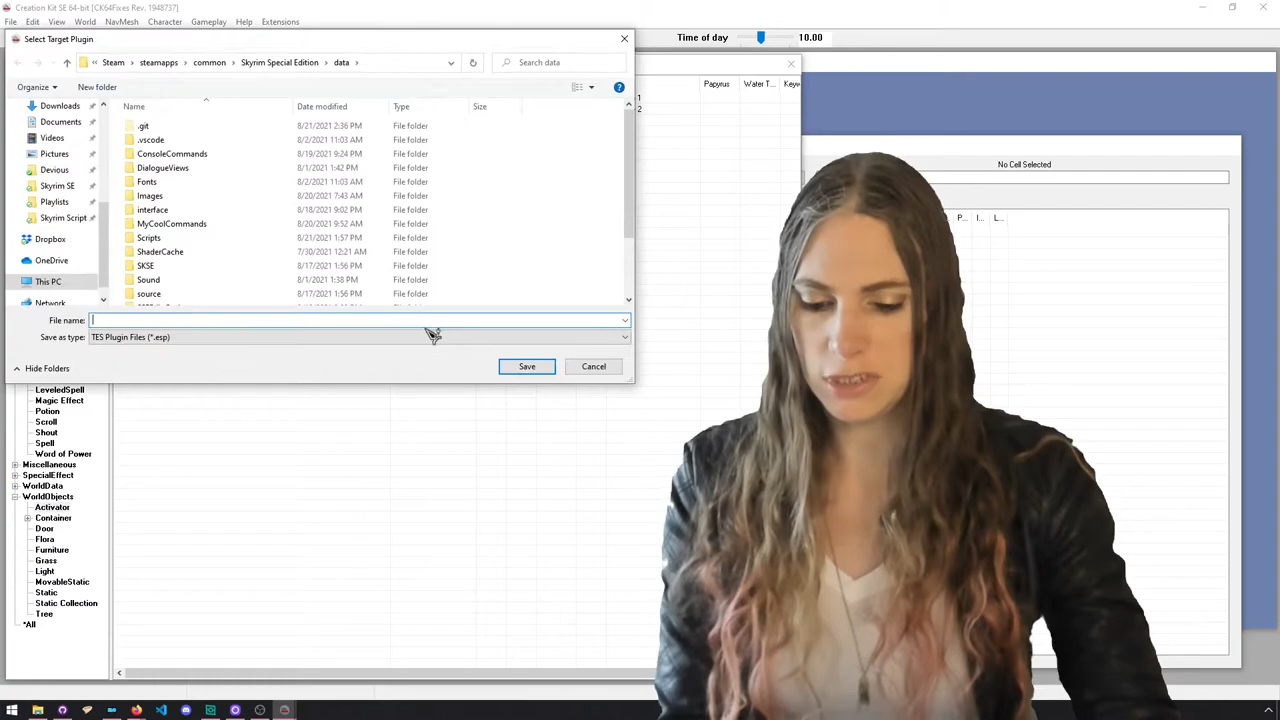 Creation Kit SE 64-bit (CK64Fixes Rev. 1948737)
File Edit View World NavMesh Character Gameplay Help Extensions
Time of day 10.00
Select Target Plugin
« Steam › steamapps › common › Skyrim Special Edition › data ›
Search data
Organize New folder
Name Date modified Type Size
.git 8/21/2021 2:36 PM File folder
.vscode 8/2/2021 11:03 AM File folder
ConsoleCommands 8/19/2021 9:24 PM File folder
DialogueViews 8/1/2021 1:42 PM File folder
Fonts 8/2/2021 11:03 AM File folder
Images 8/20/2021 7:43 AM File folder
interface 8/18/2021 9:02 PM File folder
MyCoolCommands 8/20/2021 9:52 AM File folder
Scripts 8/21/2021 1:57 PM File folder
ShaderCache 7/30/2021 12:21 AM File folder
SKSE 8/17/2021 1:56 PM File folder
Sound 8/1/2021 1:38 PM File folder
source 8/17/2021 1:56 PM File folder
Downloads
Documents
Videos
Pictures
Devious
Skyrim SE
Playlists
Skyrim Script
Dropbox
OneDrive
This PC
Network
File name:
Save as type: TES Plugin Files (*.esp)
Hide Folders
Save Cancel
Papyrus Water T... Keyw
1
2
No Cell Selected
P... I... L...
LeveledSpell
Magic Effect
Potion
Scroll
Shout
Spell
Word of Power
Miscellaneous
SpecialEffect
WorldData
WorldObjects
Activator
Container
Door
Flora
Furniture
Grass
Light
MovableStatic
Static
Static Collection
Tree
*All